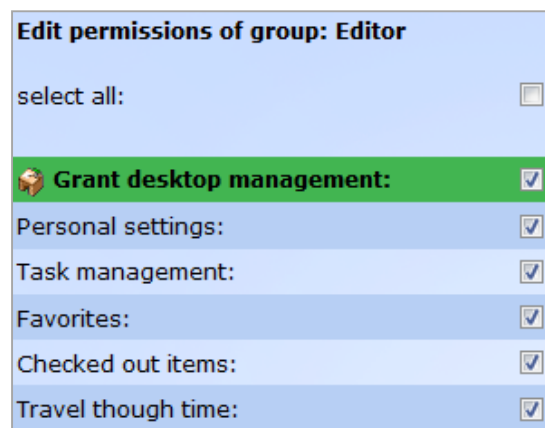 Edit permissions of group: Editor
select all:
Grant desktop management:
Personal settings:
Task management:
Favorites:
Checked out items:
Travel though time: